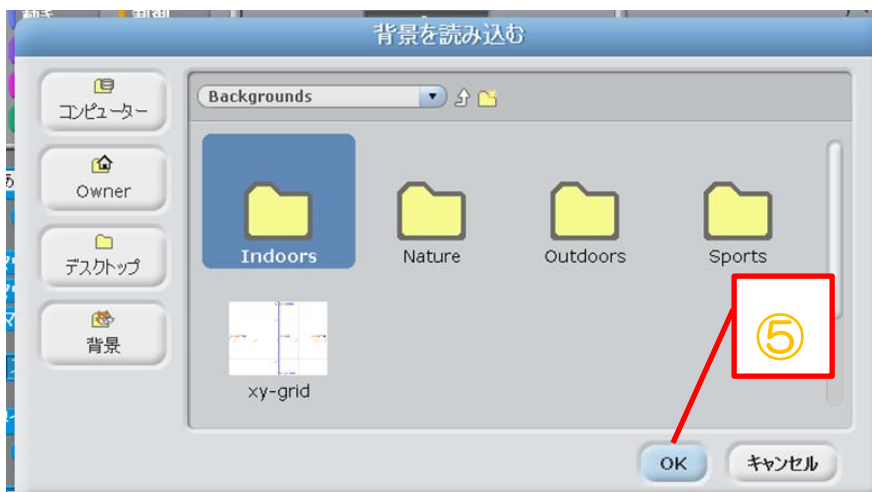 背景を読み込む
コンピューター
Backgrounds
Owner
デスクトップ
背景
Indoors
Nature
Outdoors
Sports
xy-grid
⑤
OK
キャンセル